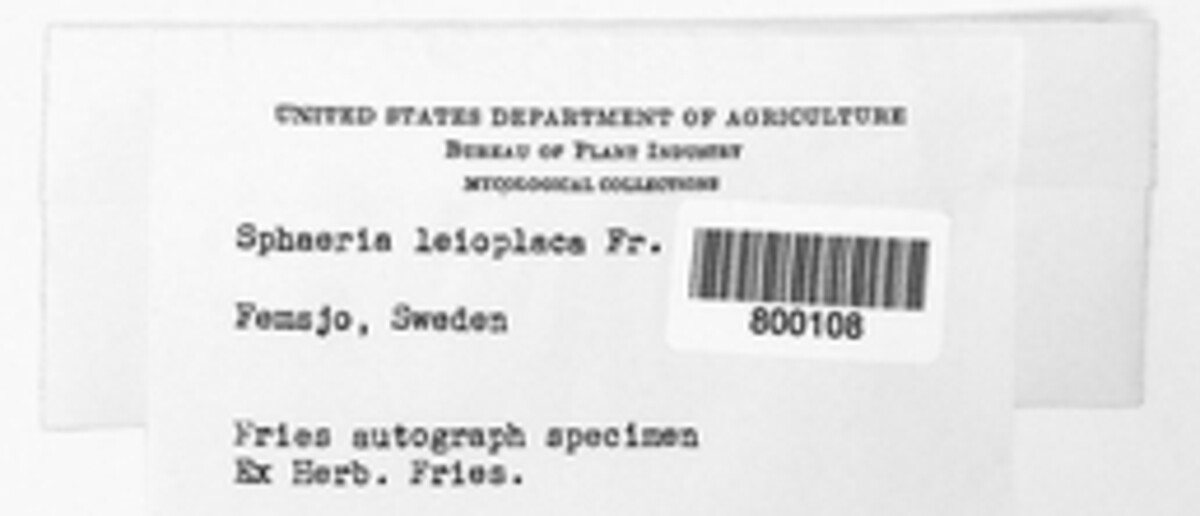 UNITED STATES DEPARTMENT OF AGRICULTURE
BUREAU OF PLANT INDUSTRY
MYCOLOGICAL COLLECTIONS
Sphaeria leioplaca Fr.
800108
Femsjo, Sweden
Fries autograph specimen
Ex Herb. Fries.